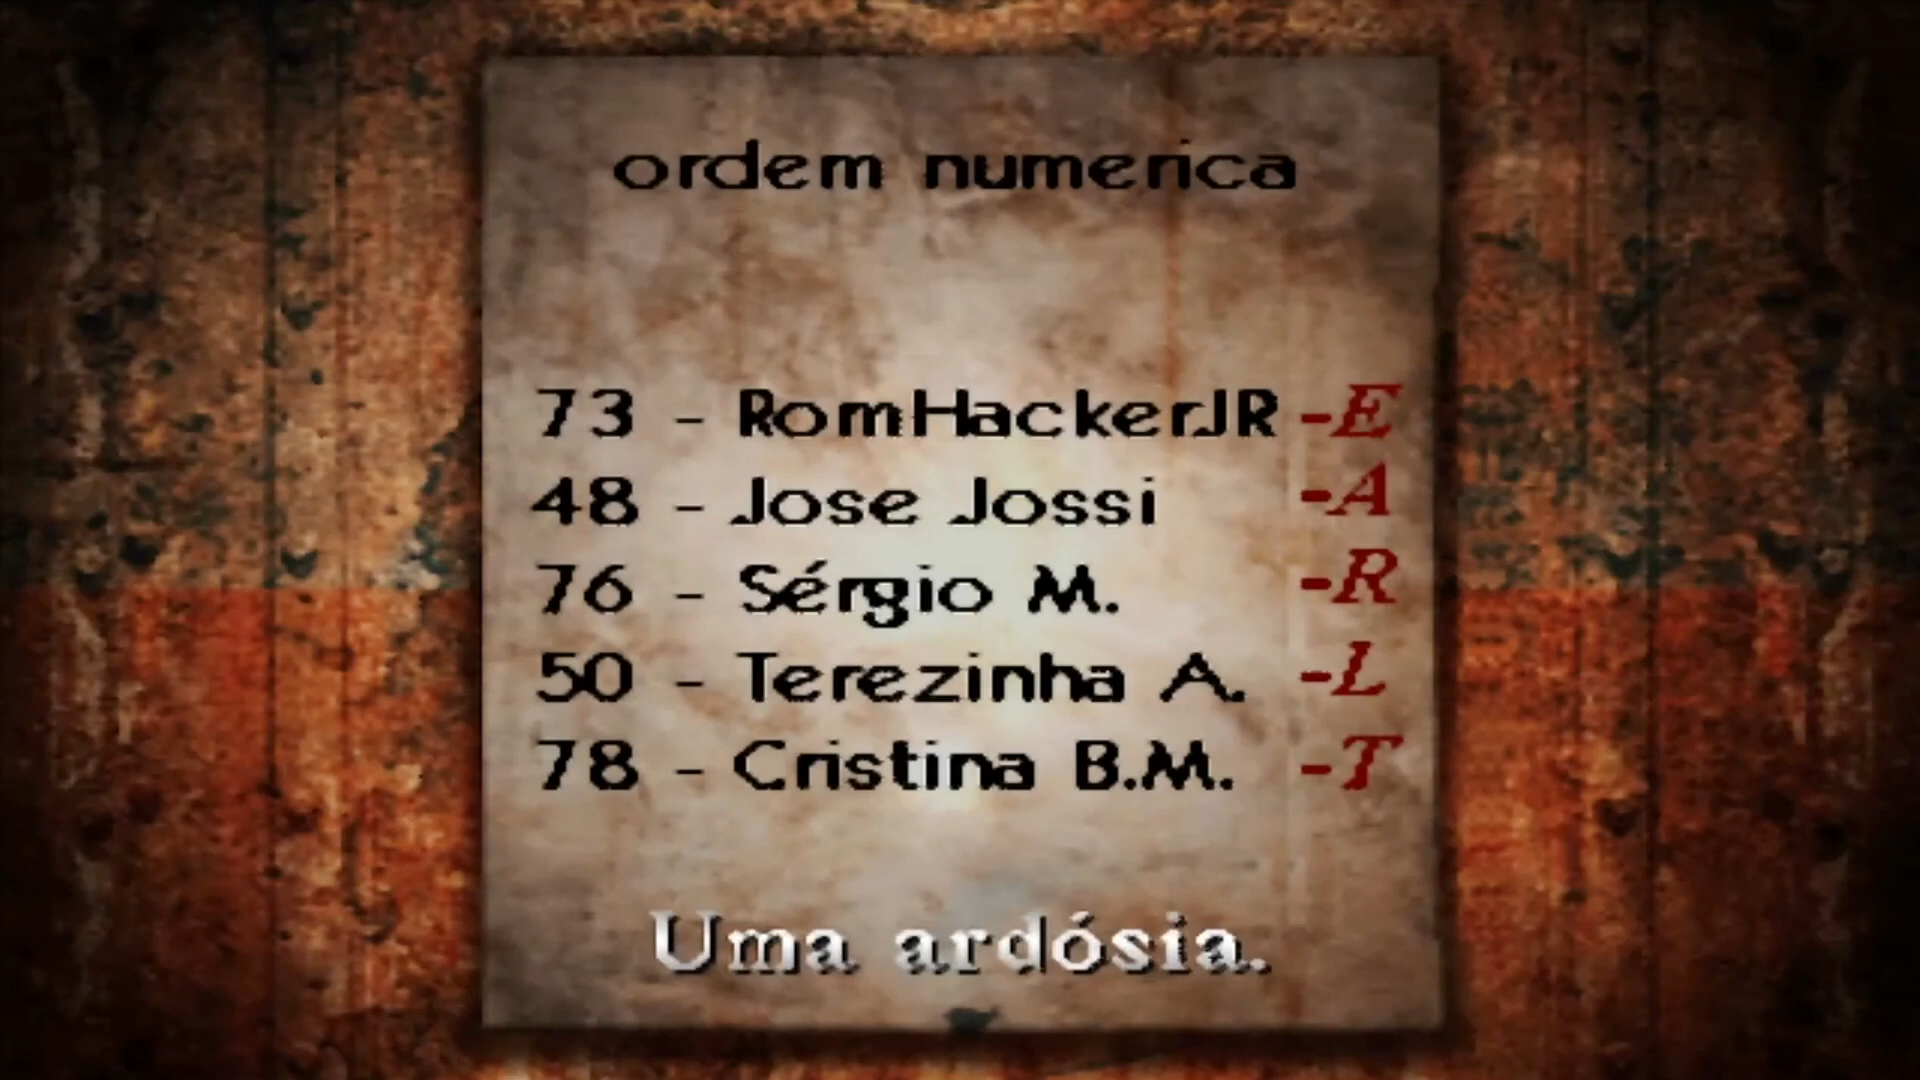 ordem numerica
73 - RomHackerJR -E
48 - Jose Jossi -A
76 - Sérgio M. -R
50 - Terezinha A. -L
78 - Cristina B.M. -T
Uma ardósia.